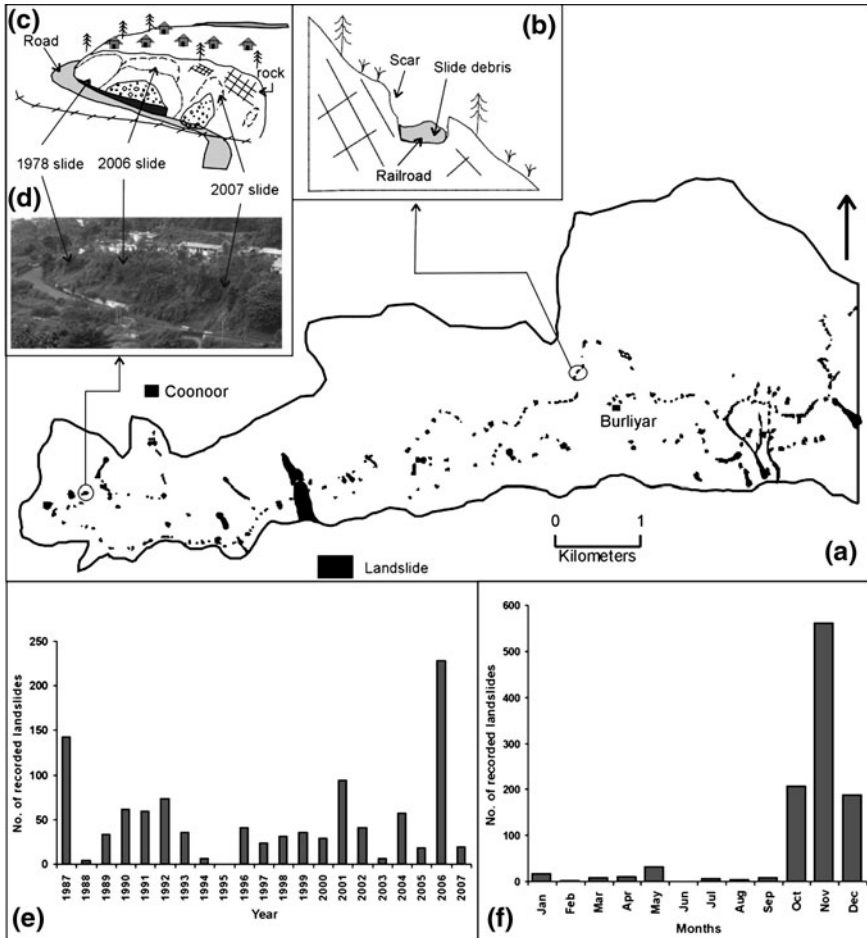 (c)
Road
rock
1978 slide
2006 slide
2007 slide
(d)
(b)
Scar
Slide debris
Railroad
Coonoor
Burliyar
0 1
Kilometers
(a)
Landslide
No. of recorded landslides
250
200
150
100
50
0
1987 1988 1989 1990 1991 1992 1993 1994 1995 1996 1997 1998 1999 2000 2001 2002 2003 2004 2005 2006 2007
Year
(e)
No. of recorded landslides
600
500
400
300
200
100
0
Jan Feb Mar Apr May Jun Jul Aug Sep Oct Nov Dec
Months
(f)